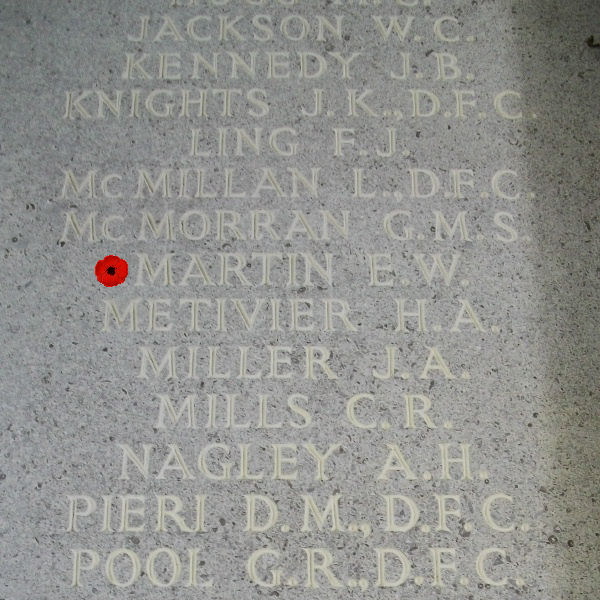 JACKSON W.C.
KENNEDY J.B.
KNIGHTS J.K.,D.F.C.
LING F.J.
McMILLAN L.,D.F.C.
McMORRAN G.M.S.
MARTIN E.W.
METIVIER H.A.
MILLER J.A.
MILLS C.R.
NAGLEY A.H.
PIERI D.M.,D.F.C.
POOL G.R.,D.F.C.